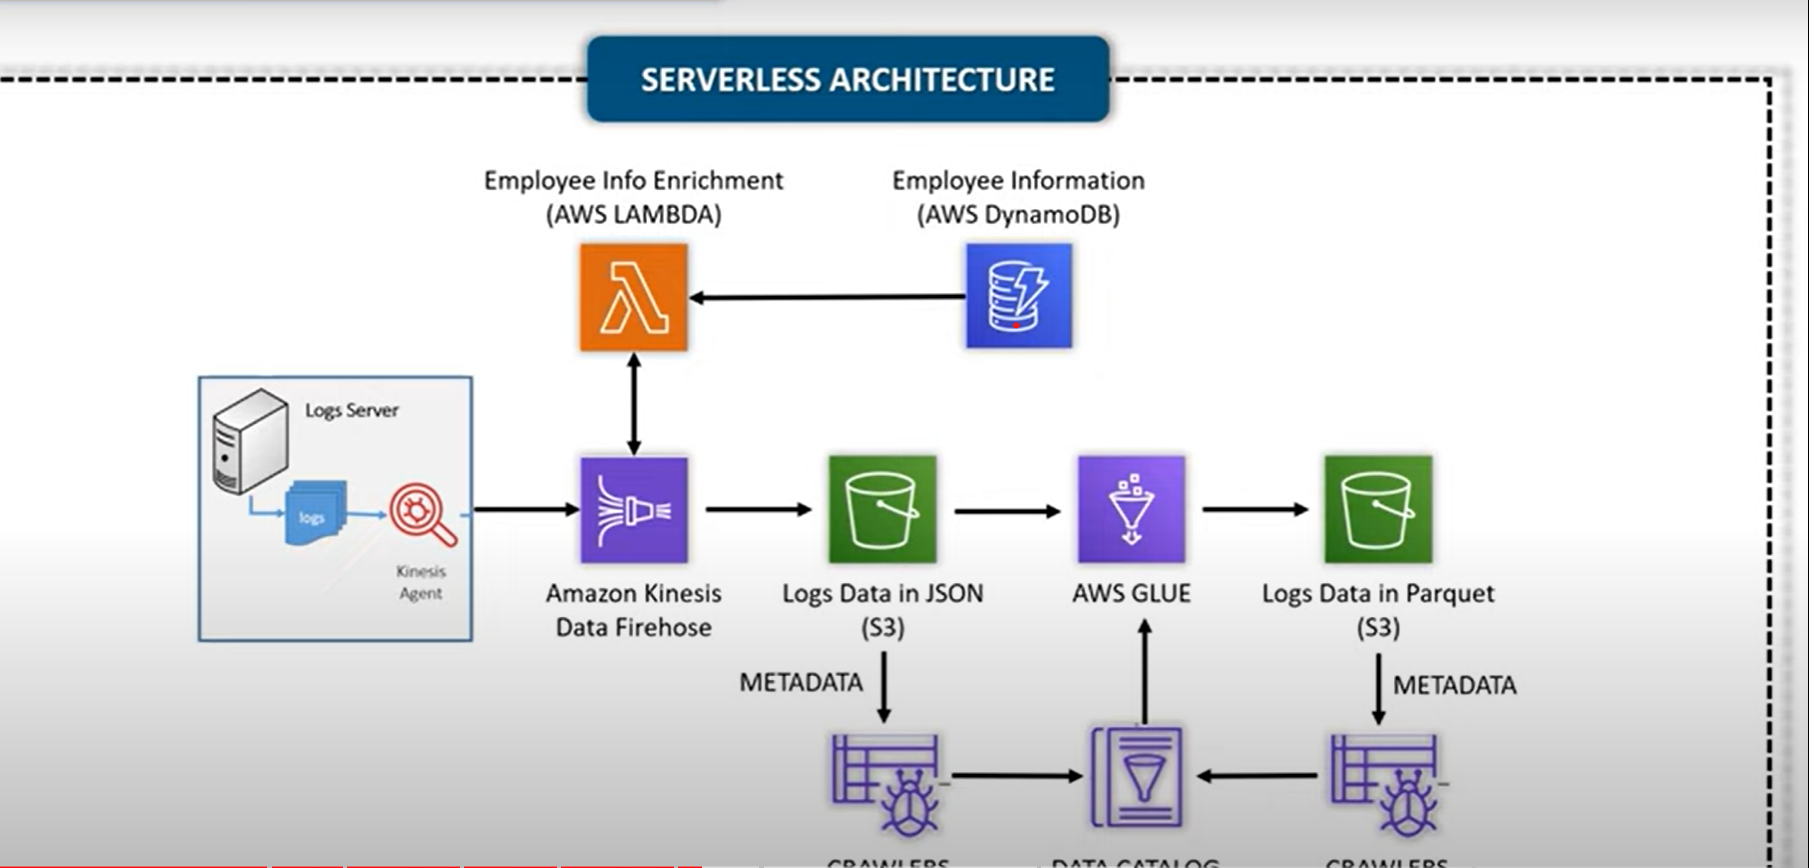 SERVERLESS ARCHITECTURE
Employee Info Enrichment
(AWS LAMBDA)
Employee Information
(AWS DynamoDB)
Logs Server
logs
Kinesis
Agent
Amazon Kinesis
Data Firehose
Logs Data in JSON
(S3)
AWS GLUE
Logs Data in Parquet
(S3)
METADATA
METADATA
CRAWLERS
DATA CATALOG
CRAWLERS